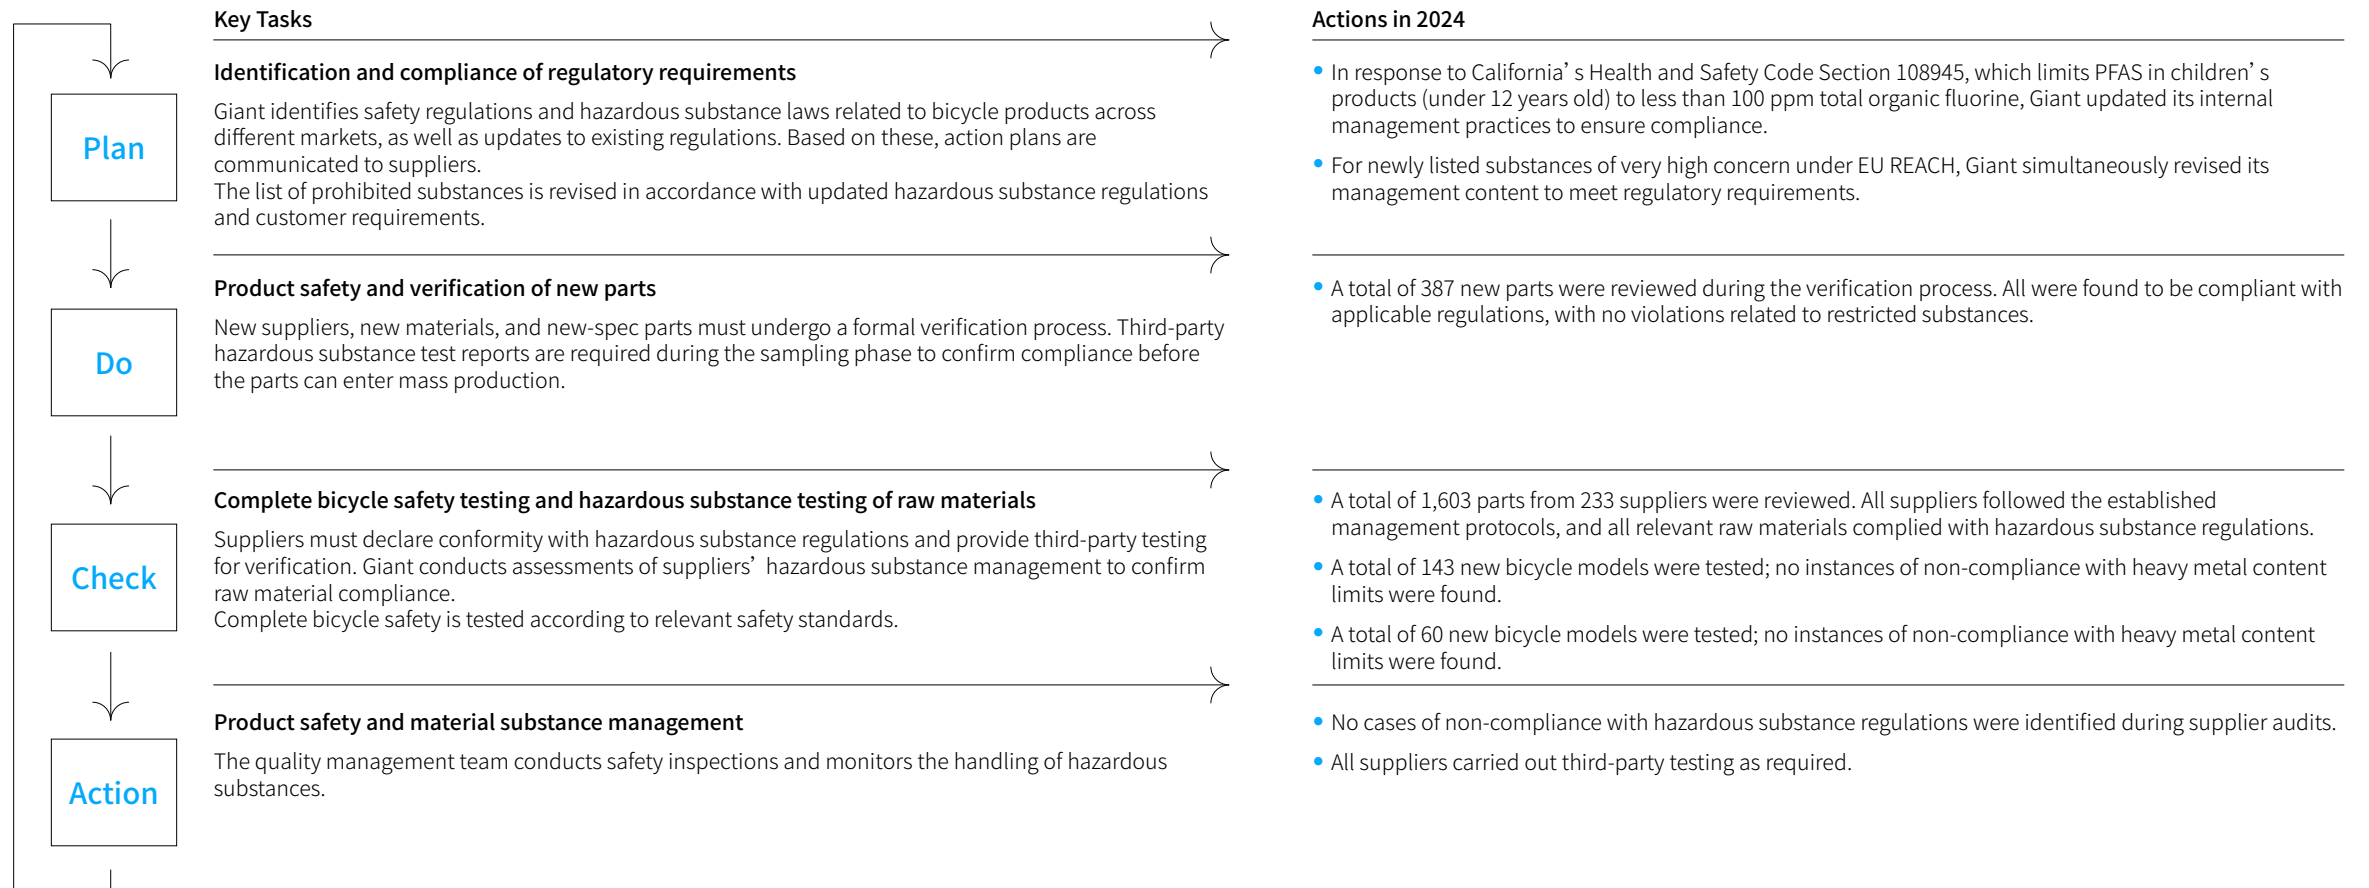 Key Tasks
Actions in 2024
Plan
Identification and compliance of regulatory requirements
Giant identifies safety regulations and hazardous substance laws related to bicycle products across
different markets, as well as updates to existing regulations. Based on these, action plans are
communicated to suppliers.
The list of prohibited substances is revised in accordance with updated hazardous substance regulations
and customer requirements.
• In response to California’s Health and Safety Code Section 108945, which limits PFAS in children’s
products (under 12 years old) to less than 100 ppm total organic fluorine, Giant updated its internal
management practices to ensure compliance.
• For newly listed substances of very high concern under EU REACH, Giant simultaneously revised its
management content to meet regulatory requirements.
Do
Product safety and verification of new parts
New suppliers, new materials, and new-spec parts must undergo a formal verification process. Third-party
hazardous substance test reports are required during the sampling phase to confirm compliance before
the parts can enter mass production.
• A total of 387 new parts were reviewed during the verification process. All were found to be compliant with
applicable regulations, with no violations related to restricted substances.
Check
Complete bicycle safety testing and hazardous substance testing of raw materials
Suppliers must declare conformity with hazardous substance regulations and provide third-party testing
for verification. Giant conducts assessments of suppliers’ hazardous substance management to confirm
raw material compliance.
Complete bicycle safety is tested according to relevant safety standards.
• A total of 1,603 parts from 233 suppliers were reviewed. All suppliers followed the established
management protocols, and all relevant raw materials complied with hazardous substance regulations.
• A total of 143 new bicycle models were tested; no instances of non-compliance with heavy metal content
limits were found.
• A total of 60 new bicycle models were tested; no instances of non-compliance with heavy metal content
limits were found.
Action
Product safety and material substance management
The quality management team conducts safety inspections and monitors the handling of hazardous
substances.
• No cases of non-compliance with hazardous substance regulations were identified during supplier audits.
• All suppliers carried out third-party testing as required.